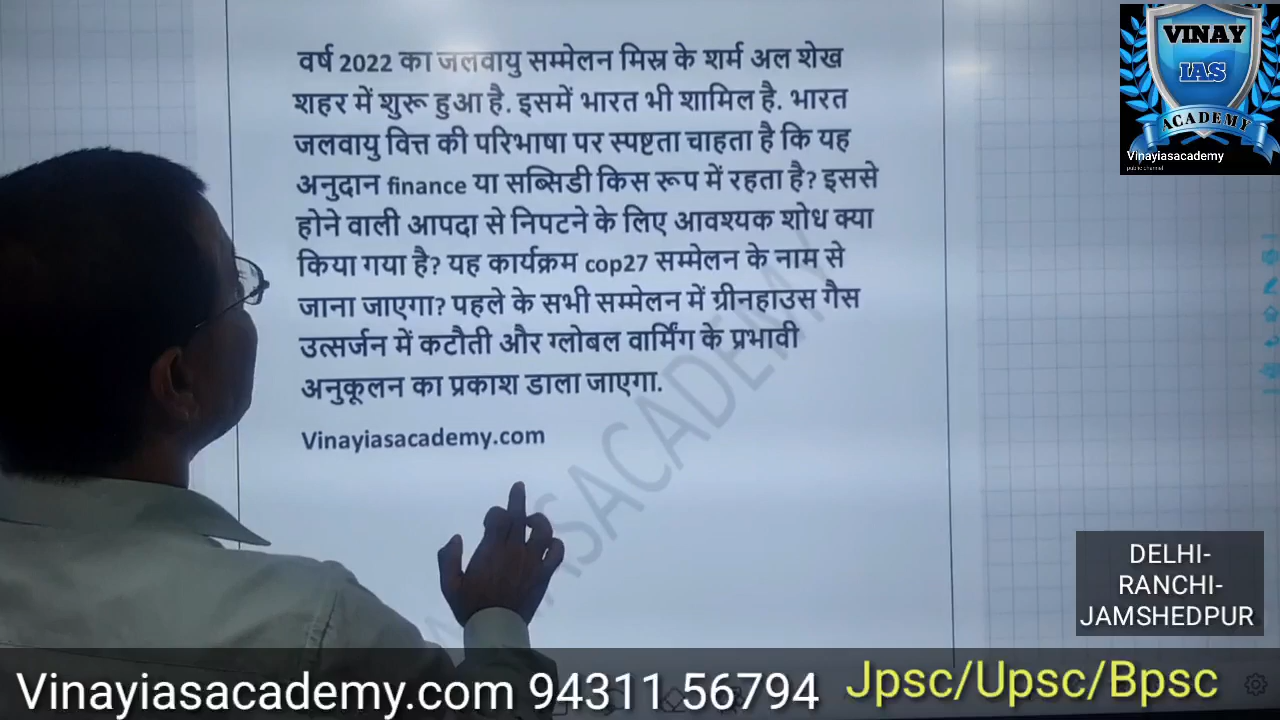 वर्ष 2022 का जलवायु सम्मेलन मिस्र के शर्म अल शेख
शहर में शुरू हुआ है. इसमें भारत भी शामिल है. भारत
जलवायु वित्त की परिभाषा पर स्पष्टता चाहता है कि यह
अनुदान finance या सब्सिडी किस रूप में रहता है? इससे
होने वाली आपदा से निपटने के लिए आवश्यक शोध क्या
किया गया है? यह कार्यक्रम cop27 सम्मेलन के नाम से
जाना जाएगा? पहले के सभी सम्मेलन में ग्रीनहाउस गैस
उत्सर्जन में कटौती और ग्लोबल वार्मिंग के प्रभावी
अनुकूलन का प्रकाश डाला जाएगा.
Vinayiasacademy.com
VINAY
IAS
ACADEMY
Vinayiasacademy
public channel
DELHI-
RANCHI-
JAMSHEDPUR
Vinayiasacademy.com 94311 56794
Jpsc/Upsc/Bpsc